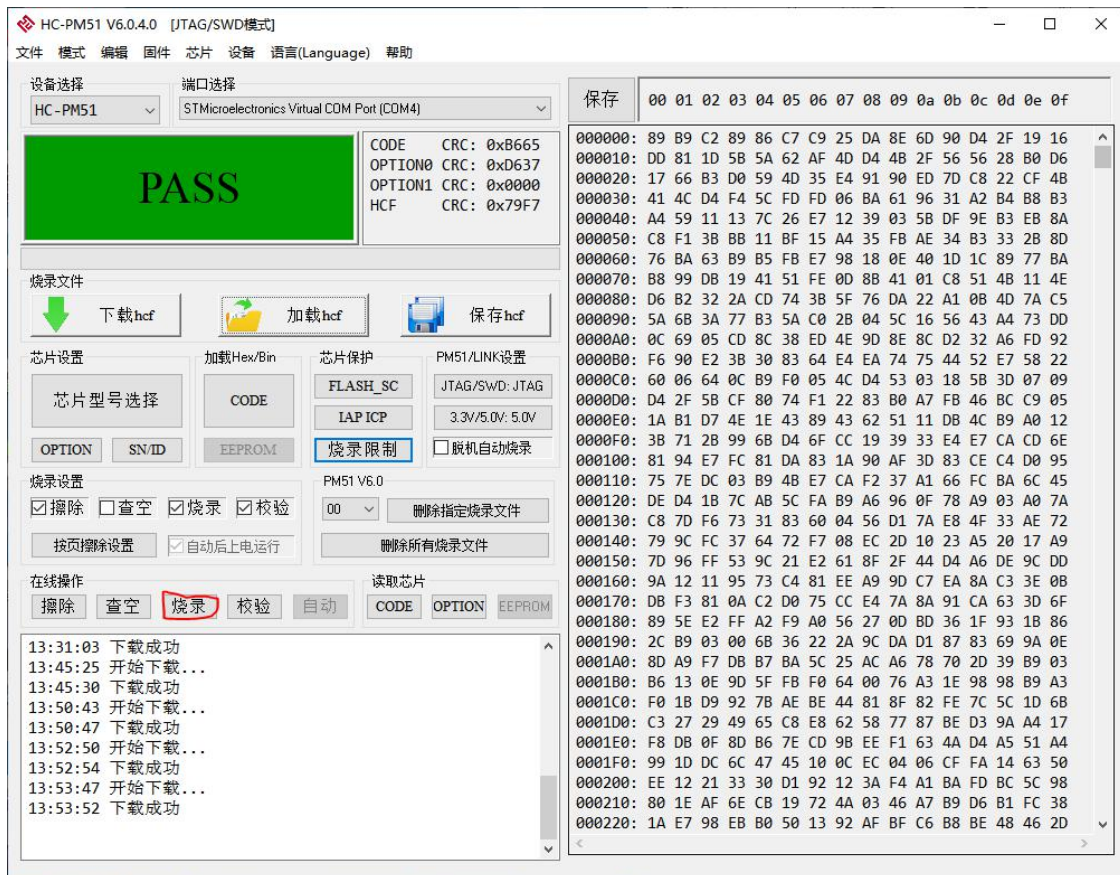 HC-PM51 V6.0.4.0 [JTAG/SWD模式]
文件 模式 编辑 固件 芯片 设备 语言(Language) 帮助
设备选择
HC-PM51
端口选择
STMicroelectronics Virtual COM Port (COM4)
PASS
CODE CRC: 0xB665
OPTION0 CRC: 0xD637
OPTION1 CRC: 0x0000
HCF CRC: 0x79F7
烧录文件
下载hcf 加载hcf 保存hcf
芯片设置
芯片型号选择
OPTION SN/ID
加载Hex/Bin
CODE
EEPROM
芯片保护
FLASH_SC
IAP ICP
烧录限制
PM51/LINK设置
JTAG/SWD: JTAG
3.3V/5.0V: 5.0V
脱机自动烧录
烧录设置
擦除 查空 烧录 校验
按页擦除设置 自动后上电运行
PM51 V6.0
00 删除指定烧录文件
删除所有烧录文件
在线操作
擦除 查空 烧录 校验 自动
读取芯片
CODE OPTION EEPROM
13:31:03 下载成功
13:45:25 开始下载...
13:45:30 下载成功
13:50:43 开始下载...
13:50:47 下载成功
13:52:50 开始下载...
13:52:54 下载成功
13:53:47 开始下载...
13:53:52 下载成功
保存 00 01 02 03 04 05 06 07 08 09 0a 0b 0c 0d 0e 0f
000000: 89 B9 C2 89 86 C7 C9 25 DA 8E 6D 90 D4 2F 19 16
000010: DD 81 1D 5B 5A 62 AF 4D D4 4B 2F 56 56 28 B0 D6
000020: 17 66 B3 D0 59 4D 35 E4 91 90 ED 7D C8 22 CF 4B
000030: 41 4C D4 F4 5C FD FD 06 BA 61 96 31 A2 B4 B8 B3
000040: A4 59 11 13 7C 26 E7 12 39 03 5B DF 9E B3 EB 8A
000050: C8 F1 3B BB 11 BF 15 A4 35 FB AE 34 B3 33 2B 8D
000060: 76 BA 63 B9 B5 FB E7 98 18 0E 40 1D 1C 89 77 BA
000070: B8 99 DB 19 41 51 FE 0D 8B 41 01 C8 51 4B 11 4E
000080: D6 B2 32 2A CD 74 3B 5F 76 DA 22 A1 0B 4D 7A C5
000090: 5A 65 3A 77 B3 5A C0 2B 04 5C 16 56 43 A4 73 DD
0000A0: 0C 69 05 CD 8C 38 ED 4E 9D 8E 8C D2 32 A6 FD 92
0000B0: F6 90 E2 3B 30 83 64 E4 EA 74 75 44 52 E7 58 22
0000C0: 60 06 64 0C B9 F0 05 4C D4 53 03 18 5B 3D 07 09
0000D0: D4 2F 5B CF 80 74 F1 22 83 B0 A7 FB 46 BC C9 05
0000E0: 1A B1 D7 4E 1E 43 89 43 62 51 11 DB 4C B9 A0 12
0000F0: 3B 71 2B 99 6B D4 6F CC 19 39 33 E4 E7 CA CD 6E
000100: 81 94 E7 FC 81 DA 83 1A 90 AF 3D 83 CE C4 D0 95
000110: 75 7E DC 03 B9 4B E7 CA F2 37 A1 66 FC BA 6C 45
000120: DE D4 1B 7C AB 5C FA B9 A6 96 0F 78 A9 03 A0 7A
000130: C8 7D F6 73 31 83 60 04 56 D1 7A E8 4F 33 AE 72
000140: 79 9C FC 37 64 72 F7 08 EC 2D 10 23 A5 20 17 A9
000150: 7D 96 FF 53 9C 21 E2 61 8F 2F 44 D4 A6 DE 9C DD
000160: 9A 12 11 95 73 C4 81 EE A9 9D C7 EA 8A C3 3E 0B
000170: DB F3 81 0A C2 D0 75 CC E4 7A 8A 91 CA 63 3D 6F
000180: 89 5E E2 FF A2 F9 A0 56 27 0D BD 36 1F 93 1B 86
000190: 2C B9 03 00 6B 36 22 2A 9C DA D1 87 83 69 9A 0E
0001A0: 8D A9 F7 DB B7 BA 5C 25 AC A6 78 70 2D 39 B9 03
0001B0: B6 13 0E 9D 5F FB F0 64 00 76 A3 1E 98 98 B9 A3
0001C0: F0 1B D9 92 7B AE BE 44 81 8F 82 FE 7C 5C 1D 6B
0001D0: C3 27 29 49 65 C8 E8 62 58 77 87 BE D3 9A A4 17
0001E0: F8 DB 0F 8D B6 7E CD 9B EE F1 63 4A D4 A5 51 A4
0001F0: 99 1D DC 6C 47 45 10 0C EC 04 06 CF FA 14 63 50
000200: EE 12 21 33 30 D1 92 12 3A F4 A1 BA FD BC 5C 98
000210: 80 1E AF 6E CB 19 72 4A 03 46 A7 B9 D6 B1 FC 38
000220: 1A E7 98 EB B0 50 13 92 AF BF C6 B8 BE 48 46 2D